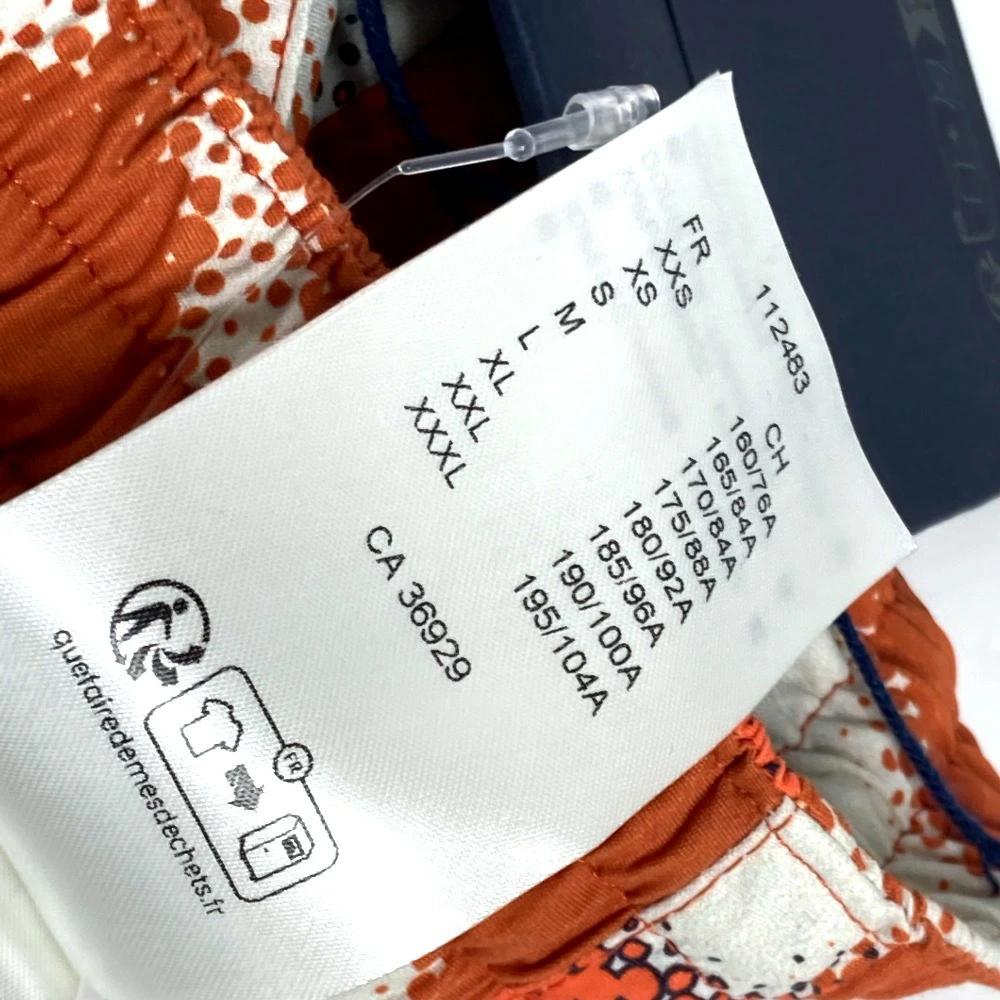 112483
FR CH
XXS 160/76A
XS 165/84A
S 170/84A
M 175/88A
L 180/92A
XL 185/96A
XXL 190/100A
XXXL 195/104A
CA 36929
FR
quefairedemesdechets.fr